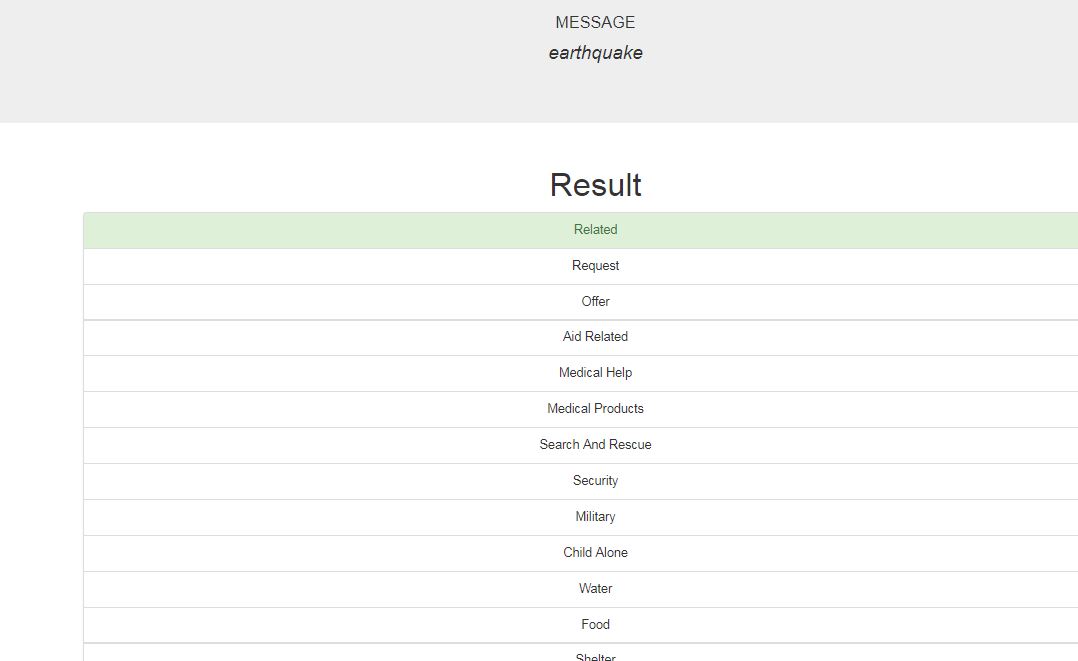 MESSAGE
earthquake
Result
Related
Request
Offer
Aid Related
Medical Help
Medical Products
Search And Rescue
Security
Military
Child Alone
Water
Food
Shelter